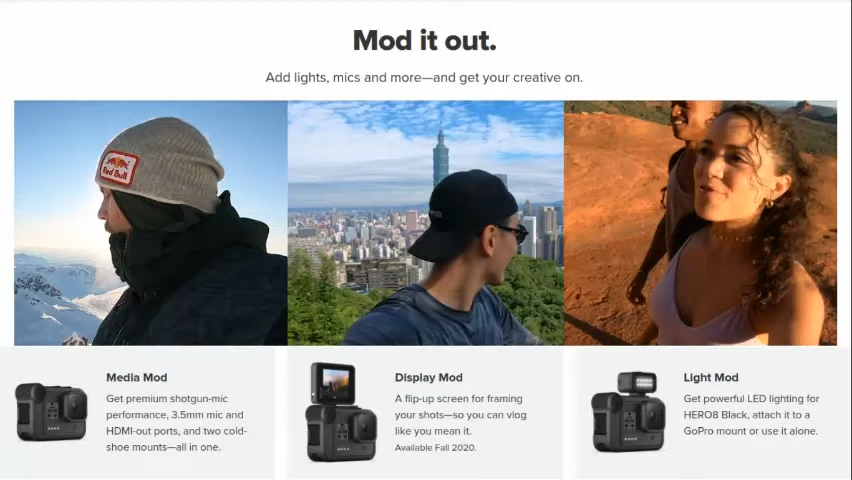 Mod it out.
Add lights, mics and more—and get your creative on.
Red Bull
Media Mod
Get premium shotgun-mic
performance, 3.5mm mic and
HDMI-out ports, and two cold-
shoe mounts—all in one.
Display Mod
A flip-up screen for framing
your shots—so you can vlog
like you mean it.
Available Fall 2020.
Light Mod
Get powerful LED lighting for
HERO8 Black, attach it to a
GoPro mount or use it alone.